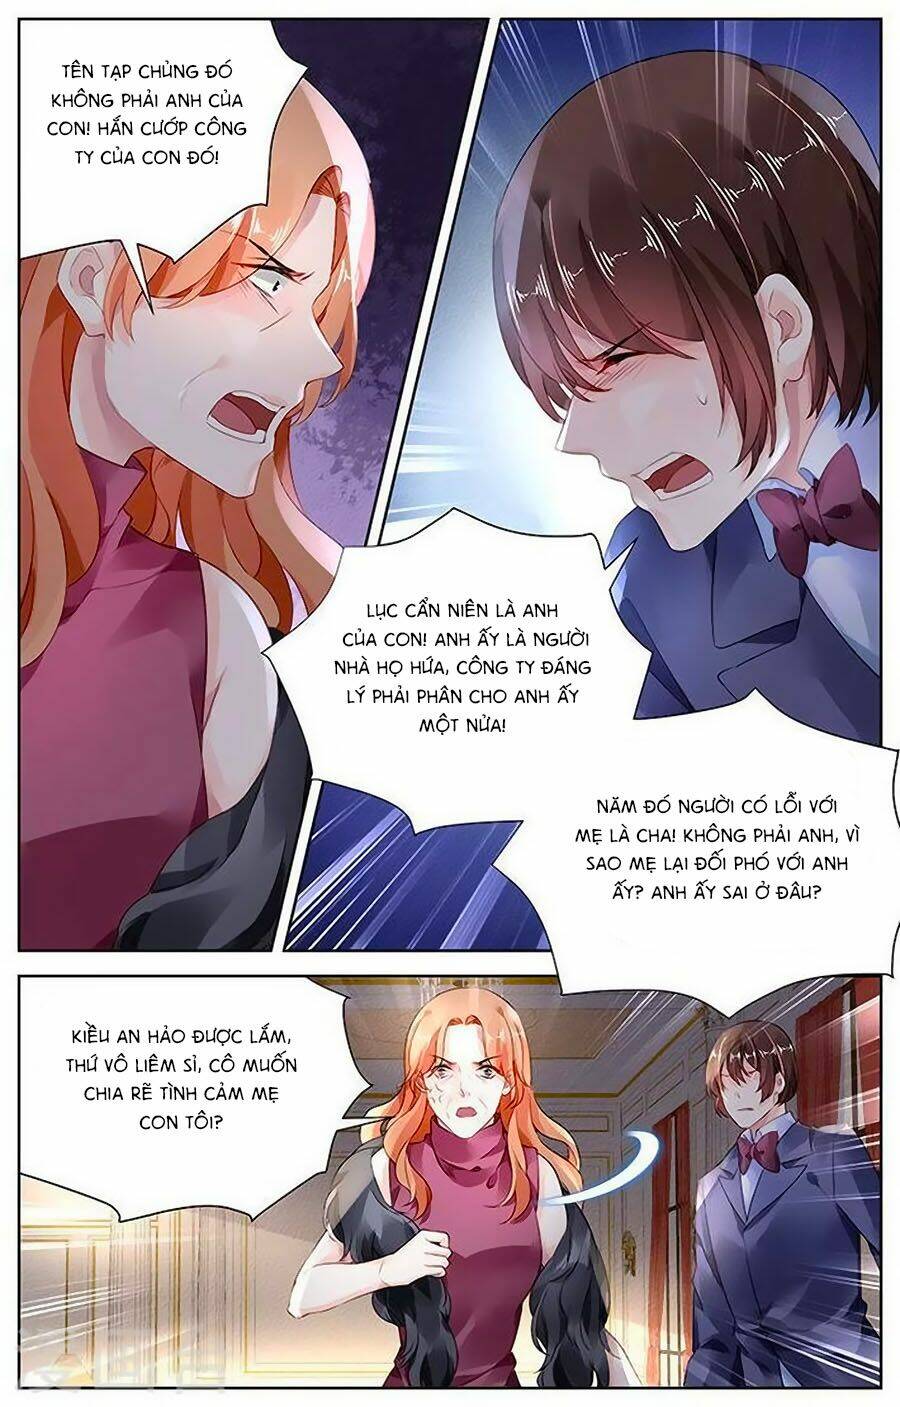 TÊN TẠP CHỦNG ĐÓ
KHÔNG PHẢI ANH CỦA
CON! HẮN CƯỚP CÔNG
TY CỦA CON ĐÓ!
LỤC CẨN NIÊN LÀ ANH
CỦA CON! ANH ẤY LÀ NGƯỜI
NHÀ HỌ HỨA, CÔNG TY ĐÁNG
LÝ PHẢI PHÂN CHO ANH ẤY
MỘT NỬA!
NĂM ĐÓ NGƯỜI CÓ LỖI VỚI
MẸ LÀ CHA! KHÔNG PHẢI ANH, VÌ
SAO MẸ LẠI ĐỐI PHÓ VỚI ANH
ẤY? ANH ẤY SAI Ở ĐÂU?
KIỀU AN HẢO ĐƯỢC LẮM,
THỨ VÔ LIÊM SỈ, CÔ MUỐN
CHIA RẼ TÌNH CẢM MẸ
CON TÔI?